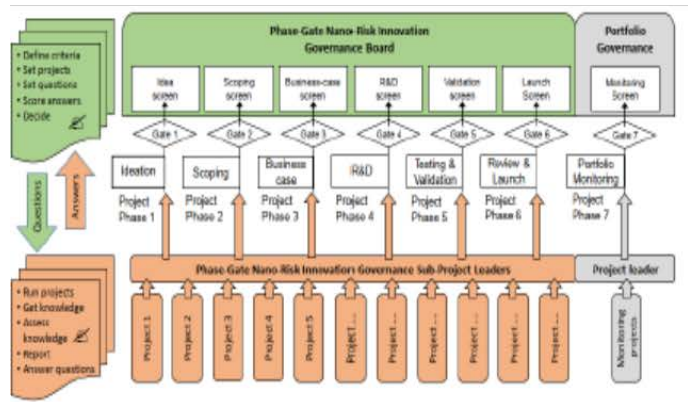 Phase-Gate Nano-Risk Innovation
Governance Board
Portfolio
Governance
• Define criteria
• Set projects
• Set questions
• Score answers
• Decide
Idea
screen
Scoping
screen
Business-case
screen
R&D
screen
Validation
screen
Launch
Screen
Monitoring
Screen
Gate 1
Gate 2
Gate 3
Gate 4
Gate 5
Gate 6
Gate 7
Ideation
Scoping
Business
case
R&D
Testing &
Validation
Review &
Launch
Portfolio
Monitoring
Project
Phase 1
Project
Phase 2
Project
Phase 3
Project
Phase 4
Project
Phase 5
Project
Phase 6
Project
Phase 7
Questions
Answers
Phase-Gate Nano-Risk Innovation Governance Sub-Project Leaders
Project leader
• Run projects
• Get knowledge
• Assess
knowledge
• Report
• Answer questions
Project 1
Project 2
Project 3
Project 4
Project 5
Project ...
Project ...
Project ...
Project ...
Project ...
Project ...
Monitoring
projects